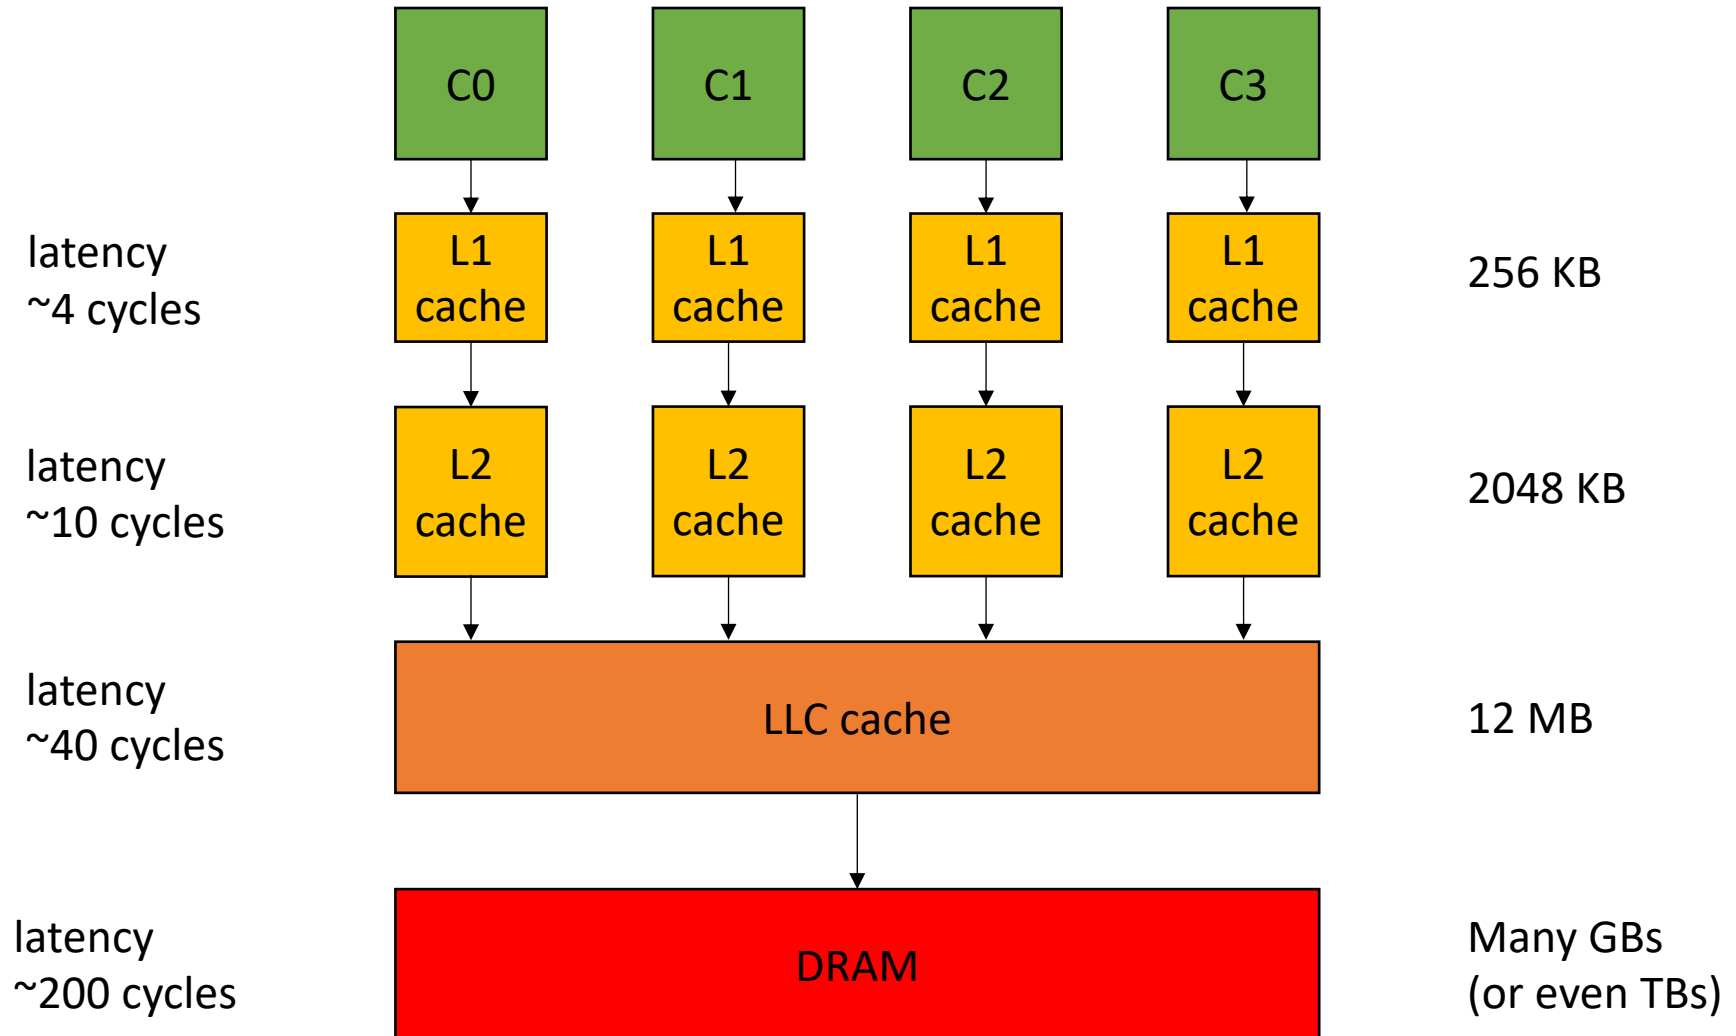 C0
C1
C2
C3
latency
~4 cycles
L1
cache
L1
cache
L1
cache
L1
cache
256 KB
latency
~10 cycles
L2
cache
L2
cache
L2
cache
L2
cache
2048 KB
latency
~40 cycles
LLC cache
12 MB
latency
~200 cycles
DRAM
Many GBs
(or even TBs)